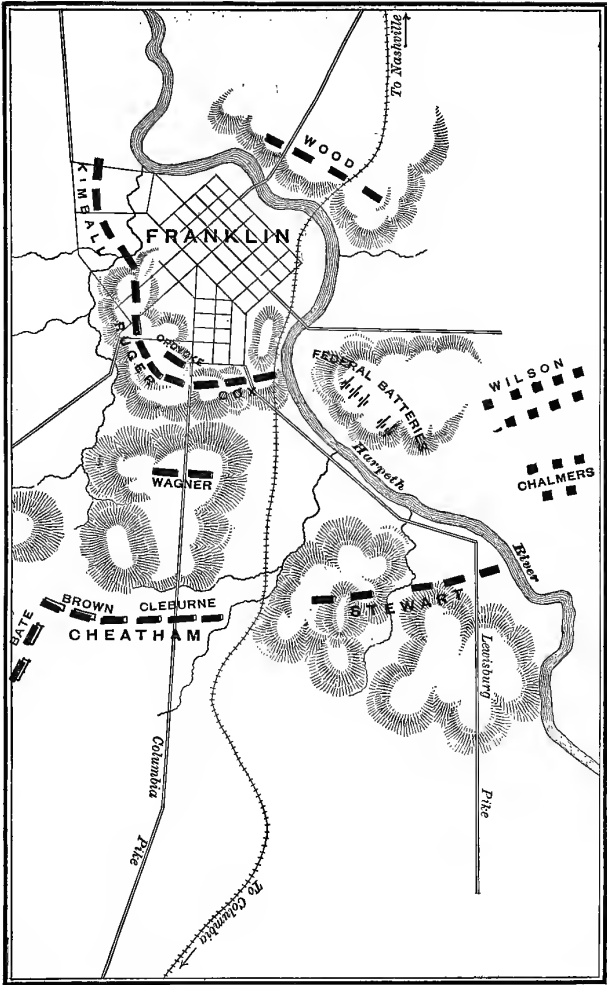 To Nashville
WOOD
KIMBALL
FRANKLIN
OPDYKE
RUGER
COX
FEDERAL BATTERIES
WILSON
CHALMERS
Harpeth
River
WAGNER
BATE
BROWN
CLEBURNE
CHEATHAM
STEWART
Lewisburg
Pike
Columbia
Pike
To Columbia